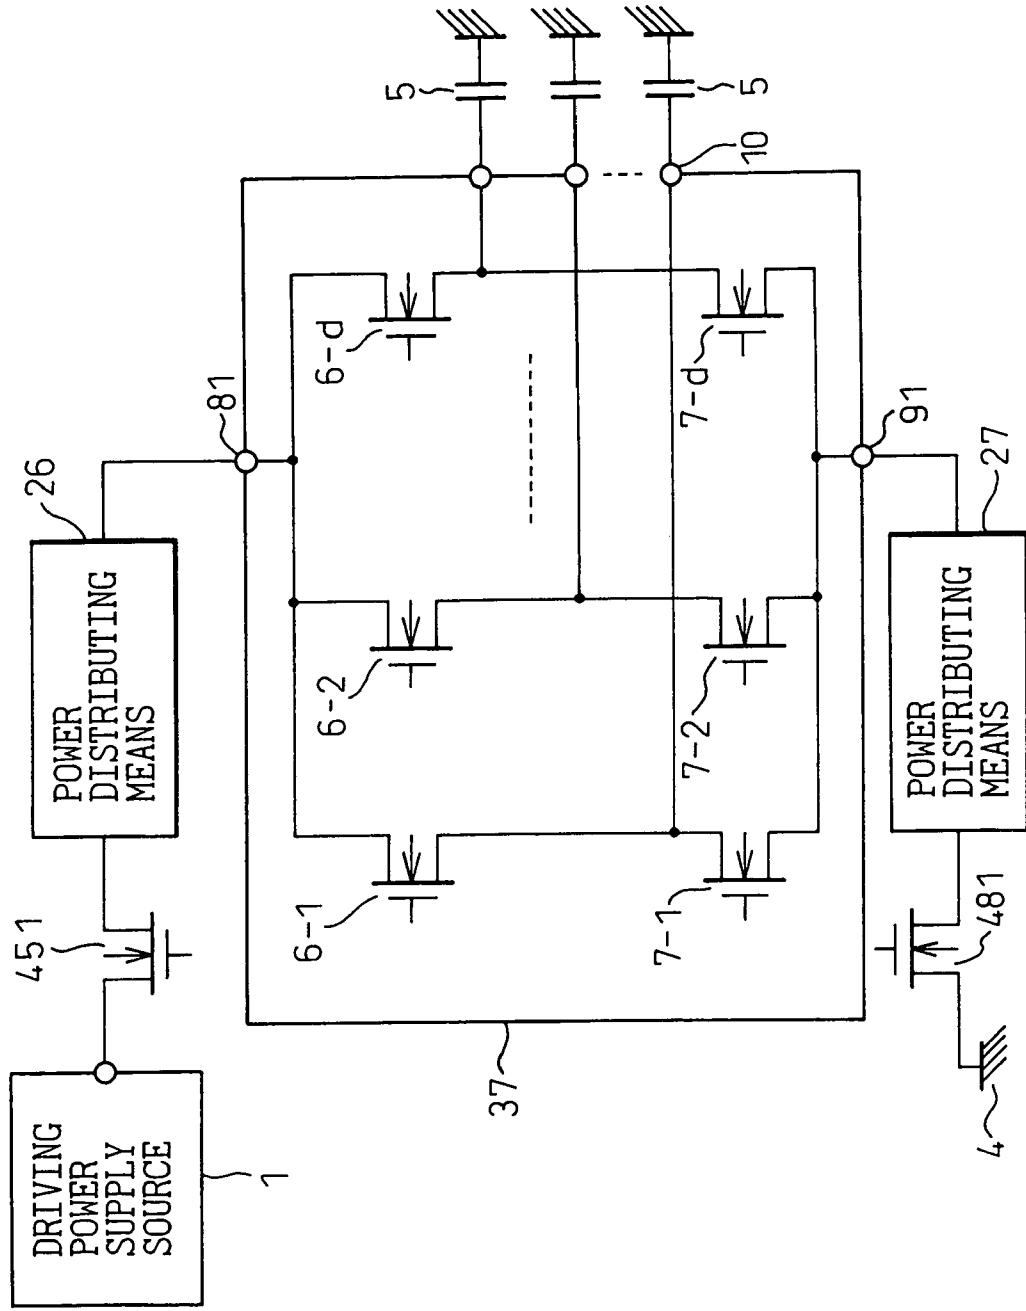 DRIVING
POWER
SUPPLY
SOURCE
1
451
POWER
DISTRIBUTING
MEANS
26
81
6-1
6-2
6-d
7-1
7-2
7-d
37
5
5
10
91
4
481
POWER
DISTRIBUTING
MEANS
27